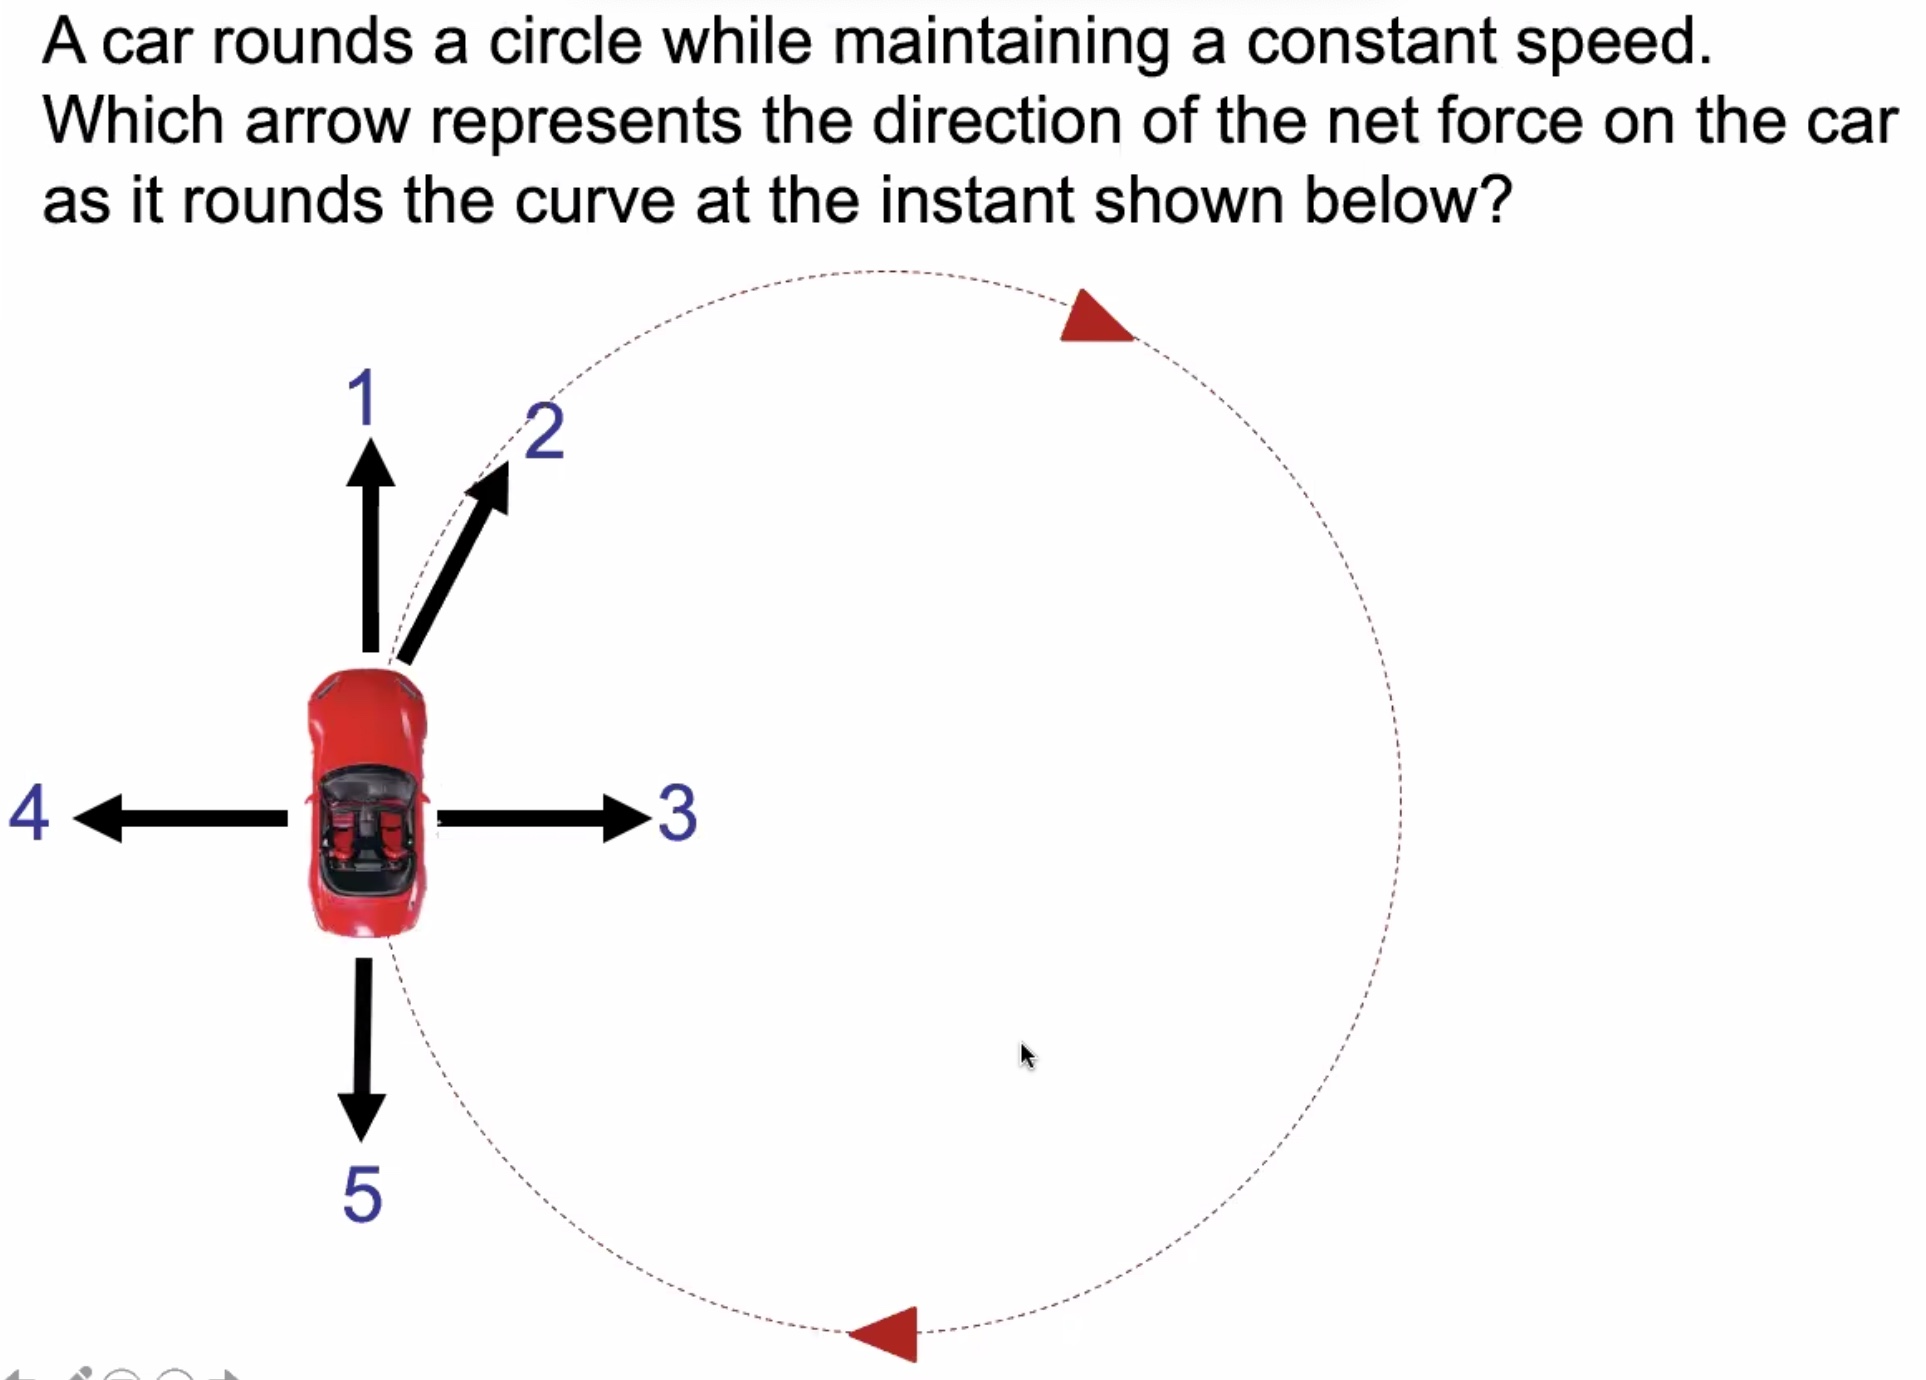 A car rounds a circle while maintaining a constant speed.
Which arrow represents the direction of the net force on the car
as it rounds the curve at the instant shown below?
1
2
4
3
5